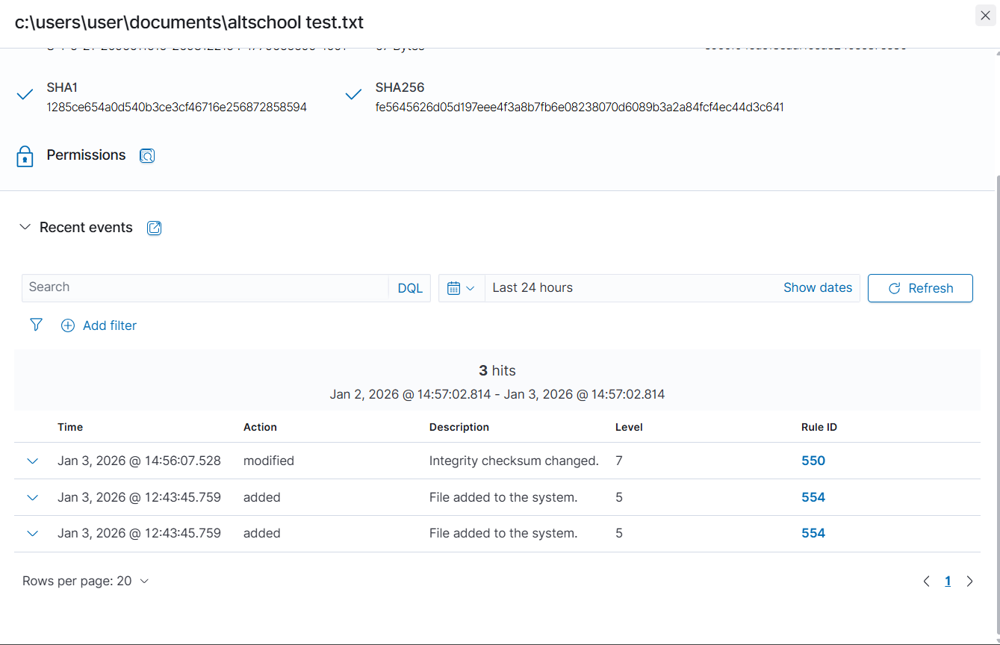 c:\users\user\documents\altschool test.txt
SHA1
1285ce654a0d540b3ce3cf46716e256872858594
SHA256
fe5645626d05d197eee4f3a8b7fb6e08238070d6089b3a2a84fcf4ec44d3c641
Permissions
Recent events
Search
DQL
Last 24 hours
Show dates
Refresh
Add filter
3 hits
Jan 2, 2026 @ 14:57:02.814 - Jan 3, 2026 @ 14:57:02.814
Time Action Description Level Rule ID
Jan 3, 2026 @ 14:56:07.528 modified Integrity checksum changed. 7 550
Jan 3, 2026 @ 12:43:45.759 added File added to the system. 5 554
Jan 3, 2026 @ 12:43:45.759 added File added to the system. 5 554
Rows per page: 20
1